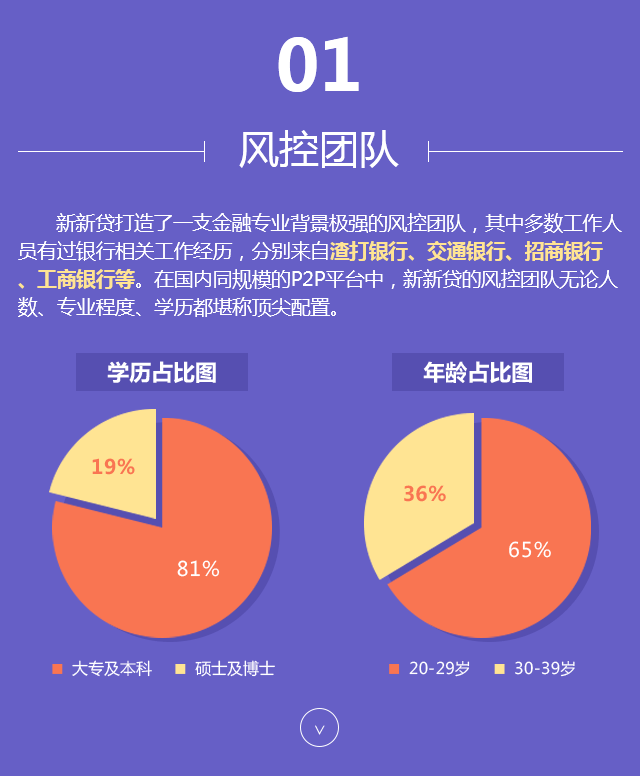 01
风控团队
新新贷打造了一支金融专业背景极强的风控团队，其中多数工作人
员有过银行相关工作经历，分别来自渣打银行、交通银行、招商银行
、工商银行等。在国内同规模的P2P平台中，新新贷的风控团队无论人
数、专业程度、学历都堪称顶尖配置。
学历占比图
年龄占比图
19%
81%
36%
65%
大专及本科
硕士及博士
20-29岁
30-39岁